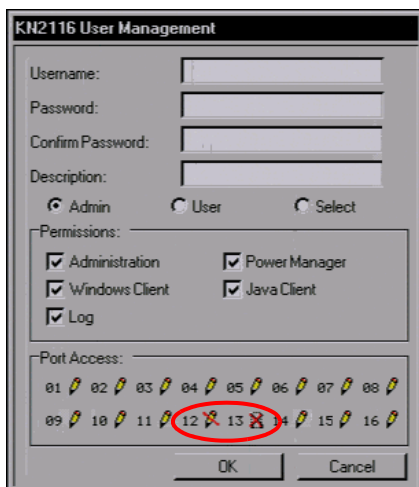 KN2116 User Management
Username:
Password:
Confirm Password:
Description:
Admin User Select
Permissions:
Administration Power Manager
Windows Client Java Client
Log
Port Access:
01 02 03 04 05 06 07 08
09 10 11 12 13 14 15 16
OK Cancel